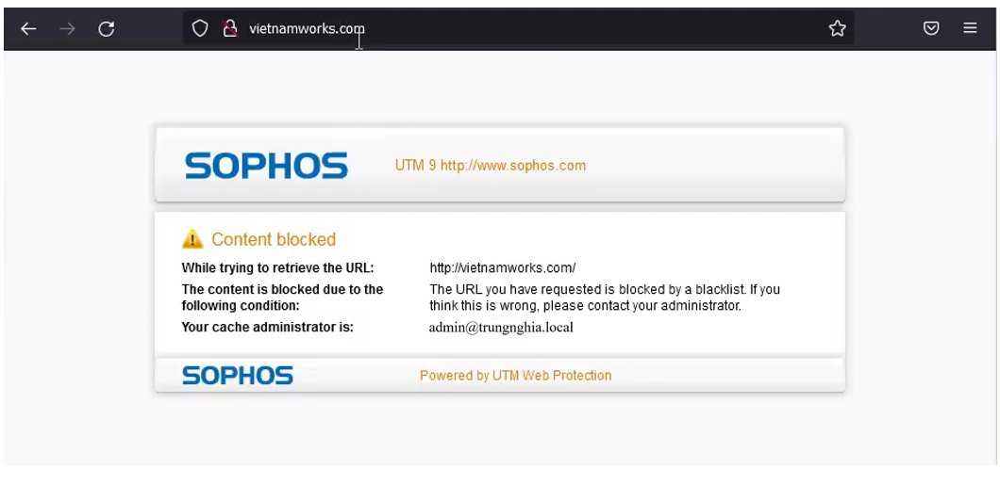 vietnamworks.com
SOPHOS UTM 9 http://www.sophos.com
Content blocked
While trying to retrieve the URL: http://vietnamworks.com/
The content is blocked due to the following condition: The URL you have requested is blocked by a blacklist. If you think this is wrong, please contact your administrator.
Your cache administrator is: admin@trungnghia.local
SOPHOS Powered by UTM Web Protection